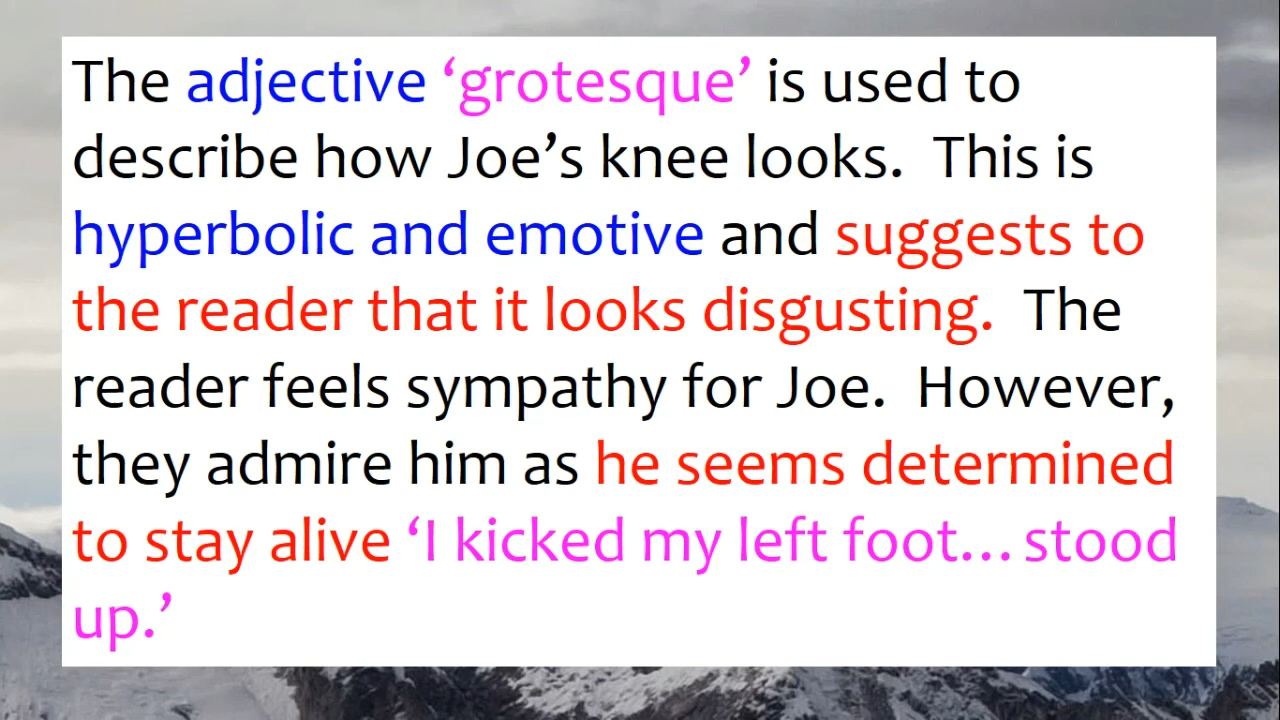 The adjective ‘grotesque’ is used to
describe how Joe’s knee looks.  This is
hyperbolic and emotive and suggests to
the reader that it looks disgusting.  The
reader feels sympathy for Joe.  However,
they admire him as he seems determined
to stay alive ‘I kicked my left foot… stood
up.’